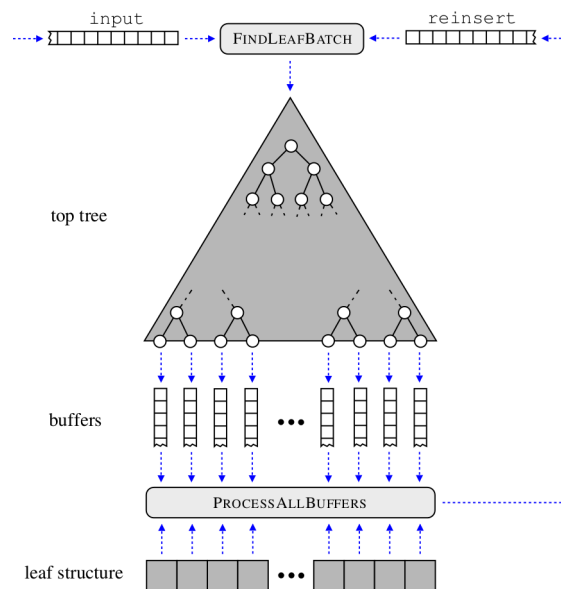 input
reinsert
FINDLEAFBATCH
top tree
buffers
PROCESSALLBUFFERS
leaf structure